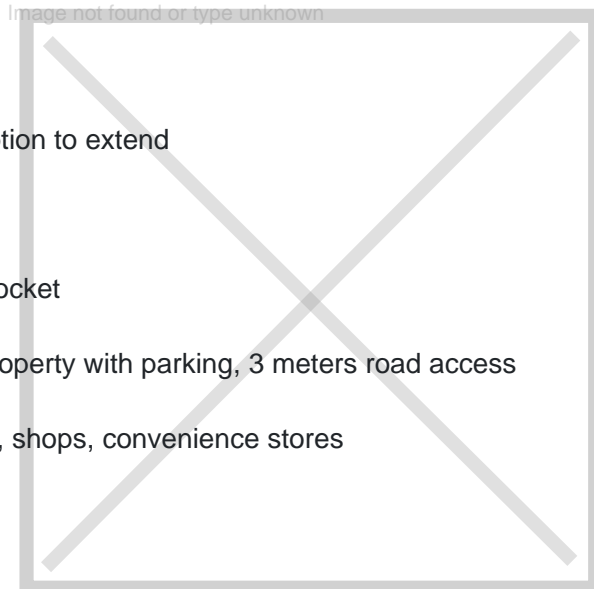 Image not found or type unknown
tion to extend
ocket
operty with parking, 3 meters road access
, shops, convenience stores